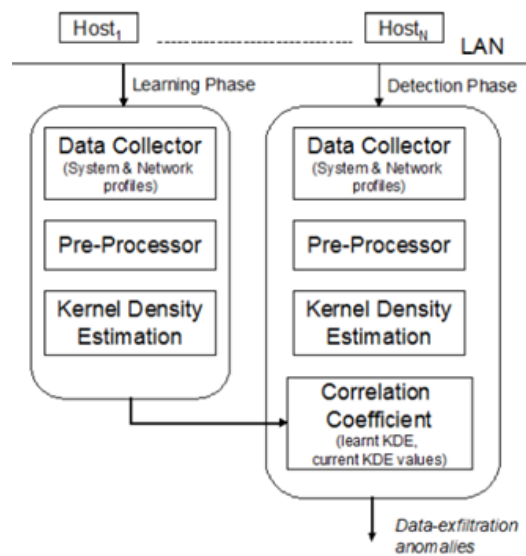 Host1 HostN
LAN
Learning Phase
Detection Phase
Data Collector
(System & Network
profiles)
Pre-Processor
Kernel Density
Estimation
Data Collector
(System & Network
profiles)
Pre-Processor
Kernel Density
Estimation
Correlation
Coefficient
(learnt KDE,
current KDE values)
Data-exfiltration
anomalies